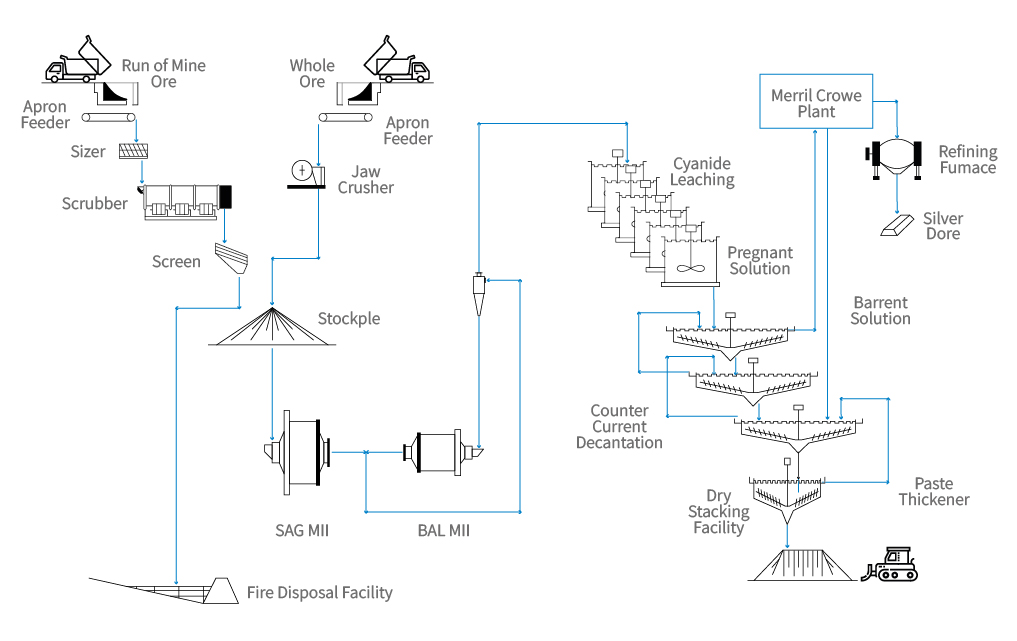 Run of Mine
Ore
Whole
Ore
Apron
Feeder
Apron
Feeder
Sizer
Jaw
Crusher
Scrubber
Screen
Stockple
SAG MII
BAL MII
Fire Disposal Facility
Cyanide
Leaching
Pregnant
Solution
Merril Crowe
Plant
Refining
Fumace
Silver
Dore
Barrent
Solution
Counter
Current
Decantation
Paste
Thickener
Dry
Stacking
Facility